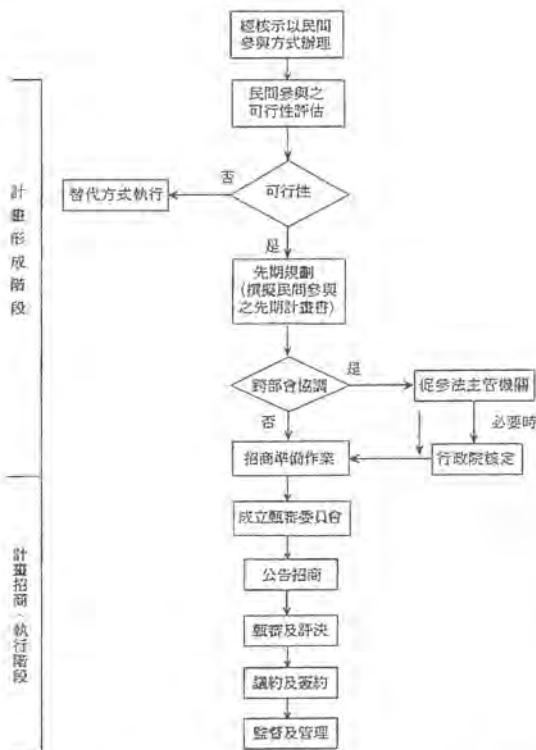 經核示以民間
參與方式辦理
民間參與之
可行性評估
可行性
否
替代方式執行
是
先期規劃
(撰擬民間參與
之先期計畫書)
跨部會協調
是
促參法主管機關
否
必要時
行政院核定
招商準備作業
成立甄審委員會
公告招商
甄審及評決
議約及簽約
監督及管理
計畫形成階段
計畫招商、執行階段